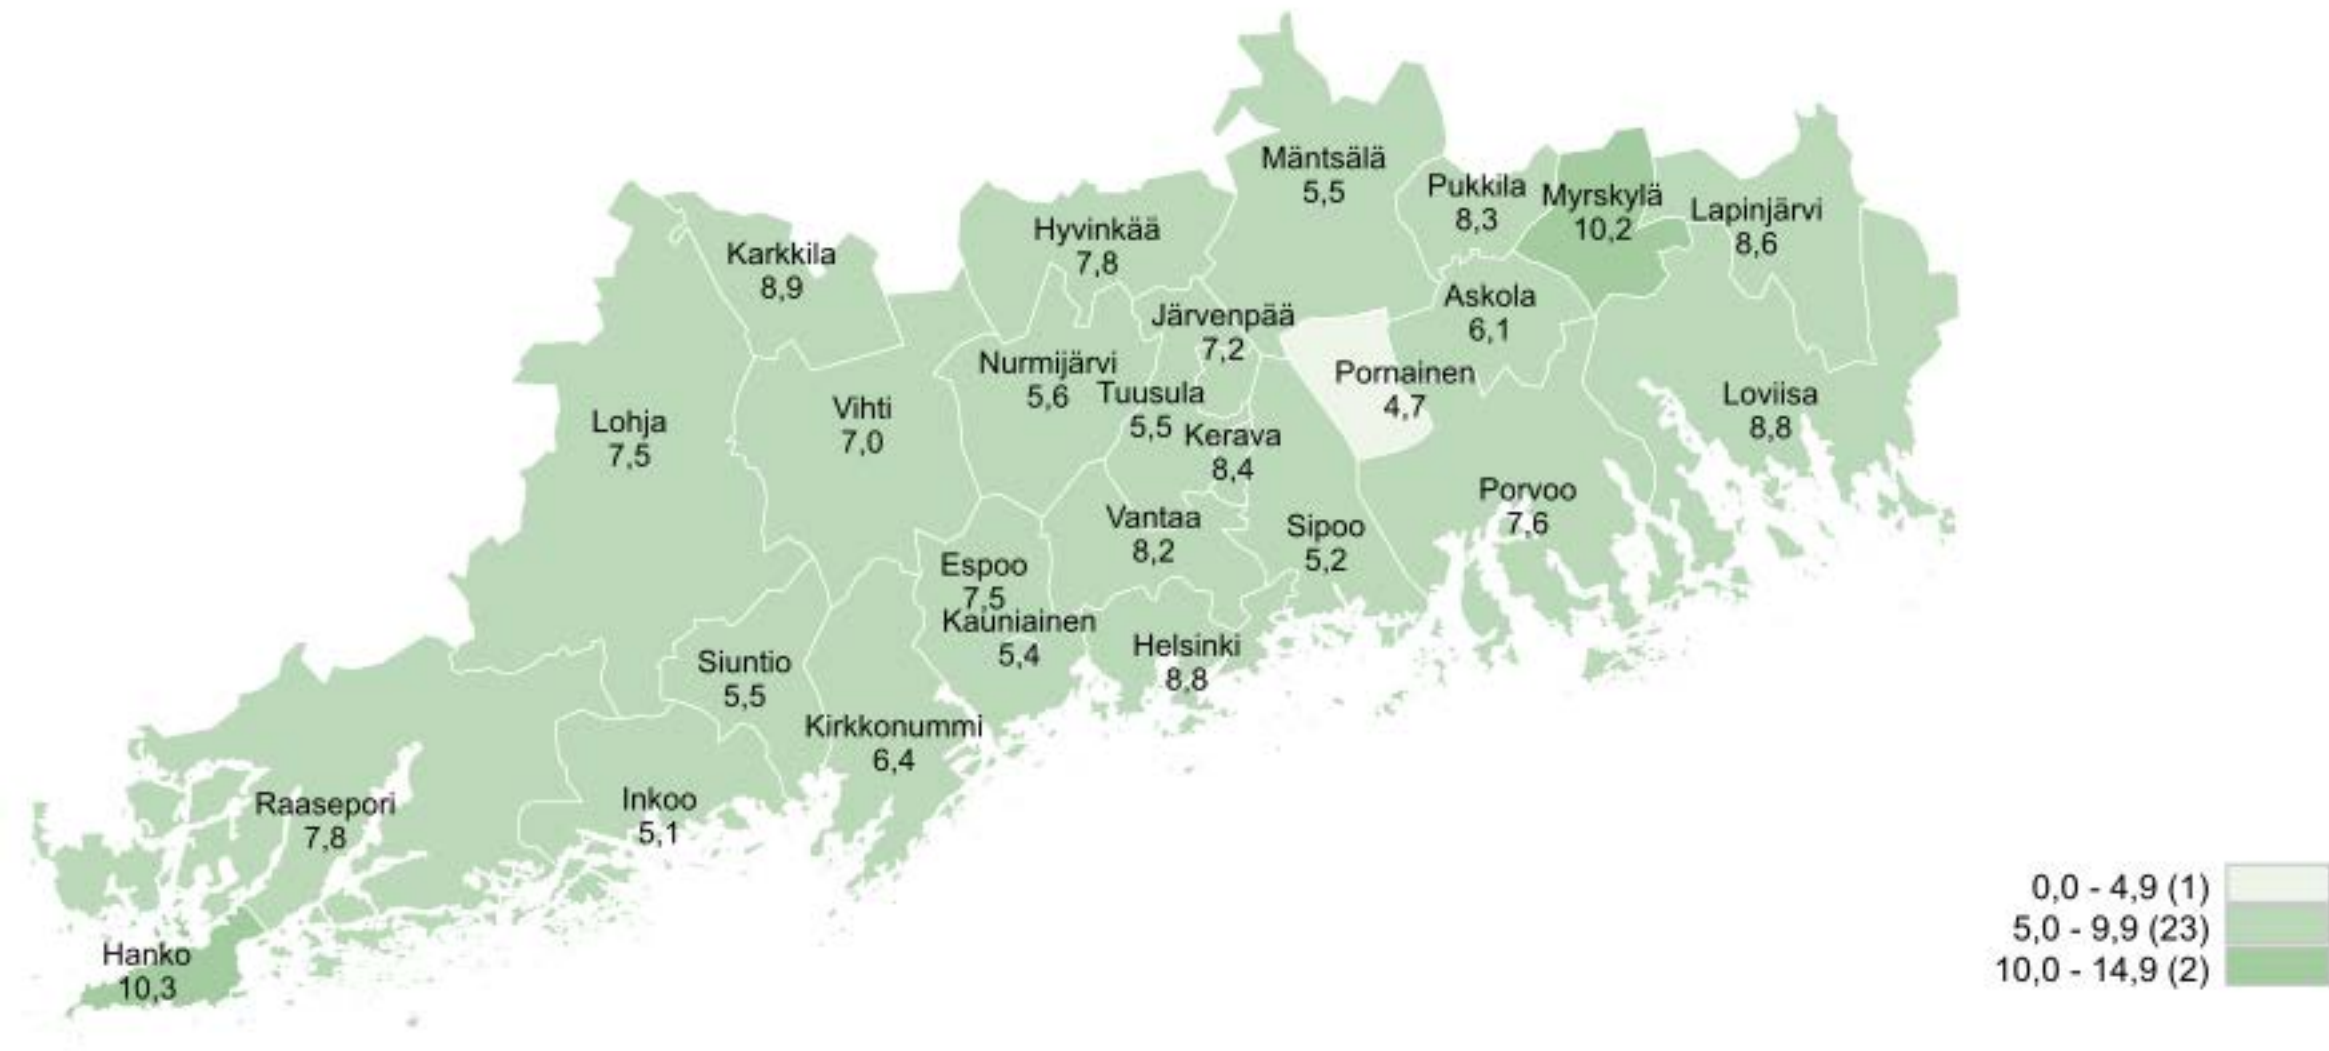 Mäntsälä
5,5
Pukkila
8,3
Myrskylä
10,2
Lapinjärvi
8,6
Hyvinkää
7,8
Karkkila
8,9
Askola
6,1
Järvenpää
7,2
Nurmijärvi
5,6
Pornainen
4,7
Tuusula
5,5
Loviisa
8,8
Vihti
7,0
Lohja
7,5
Kerava
8,4
Porvoo
7,6
Vantaa
8,2
Sipoo
5,2
Espoo
7,5
Kauniainen
5,4
Helsinki
8,8
Siuntio
5,5
Kirkkonummi
6,4
Inkoo
5,1
Raasepori
7,8
Hanko
10,3
0,0 - 4,9 (1)
5,0 - 9,9 (23)
10,0 - 14,9 (2)